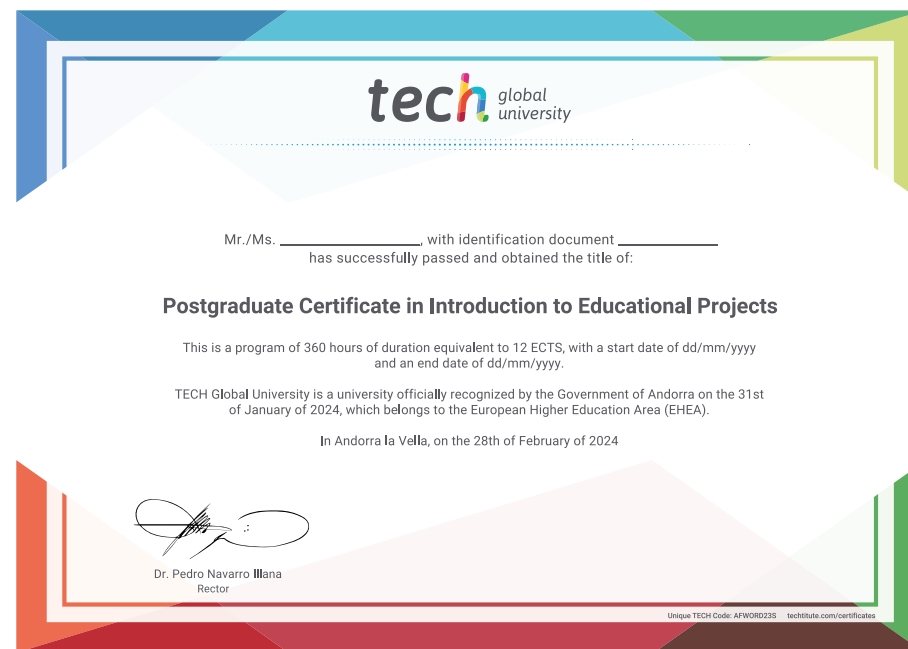 tech global university
Mr./Ms. ____________________, with identification document ______________
has successfully passed and obtained the title of:
Postgraduate Certificate in Introduction to Educational Projects
This is a program of 360 hours of duration equivalent to 12 ECTS, with a start date of dd/mm/yyyy
and an end date of dd/mm/yyyy.
TECH Global University is a university officially recognized by the Government of Andorra on the 31st
of January of 2024, which belongs to the European Higher Education Area (EHEA).
In Andorra la Vella, on the 28th of February of 2024
Dr. Pedro Navarro Illana
Rector
Unique TECH Code: AFWORD23S techtitute.com/certificates